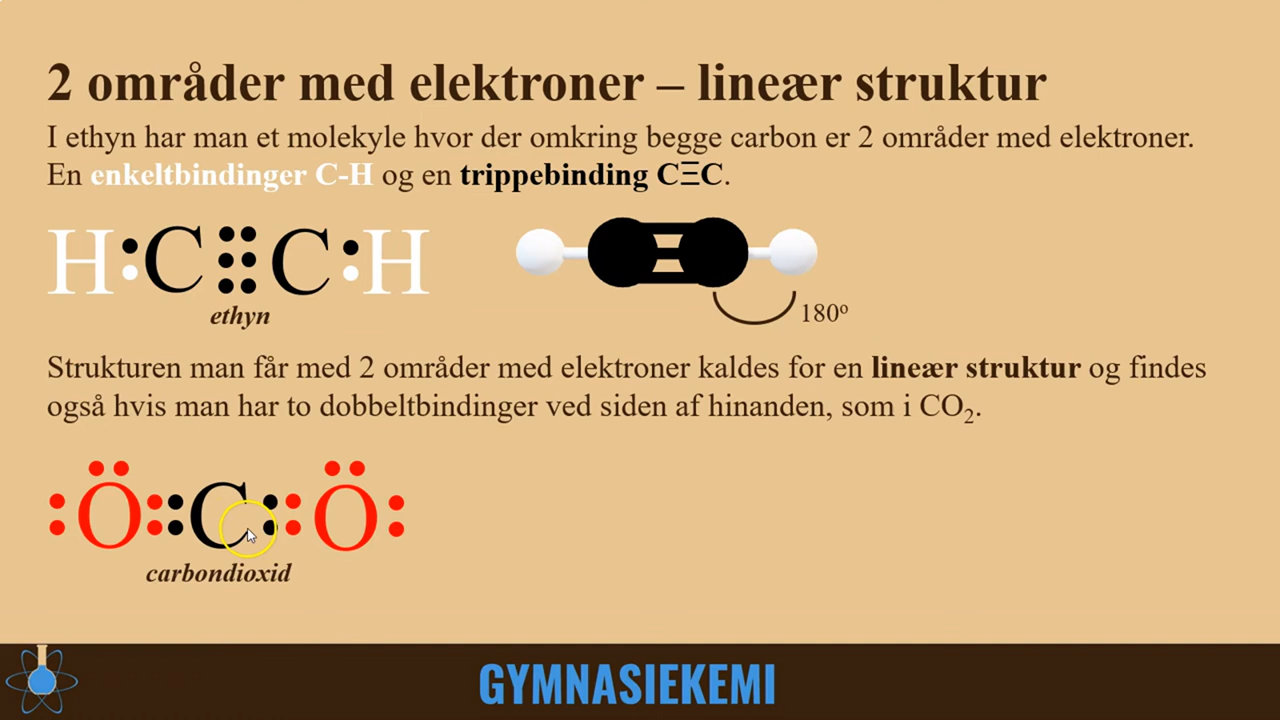 2 områder med elektroner – lineær struktur
I ethyn har man et molekyle hvor der omkring begge carbon er 2 områder med elektroner.
En enkeltbindinger C-H og en trippebinding CΞC.
H:C⫶⫶C:H
ethyn
180º
Strukturen man får med 2 områder med elektroner kaldes for en lineær struktur og findes
også hvis man har to dobbeltbindinger ved siden af hinanden, som i CO₂.
:Ö::C::Ö:
carbondioxid
GYMNASIEKEMI